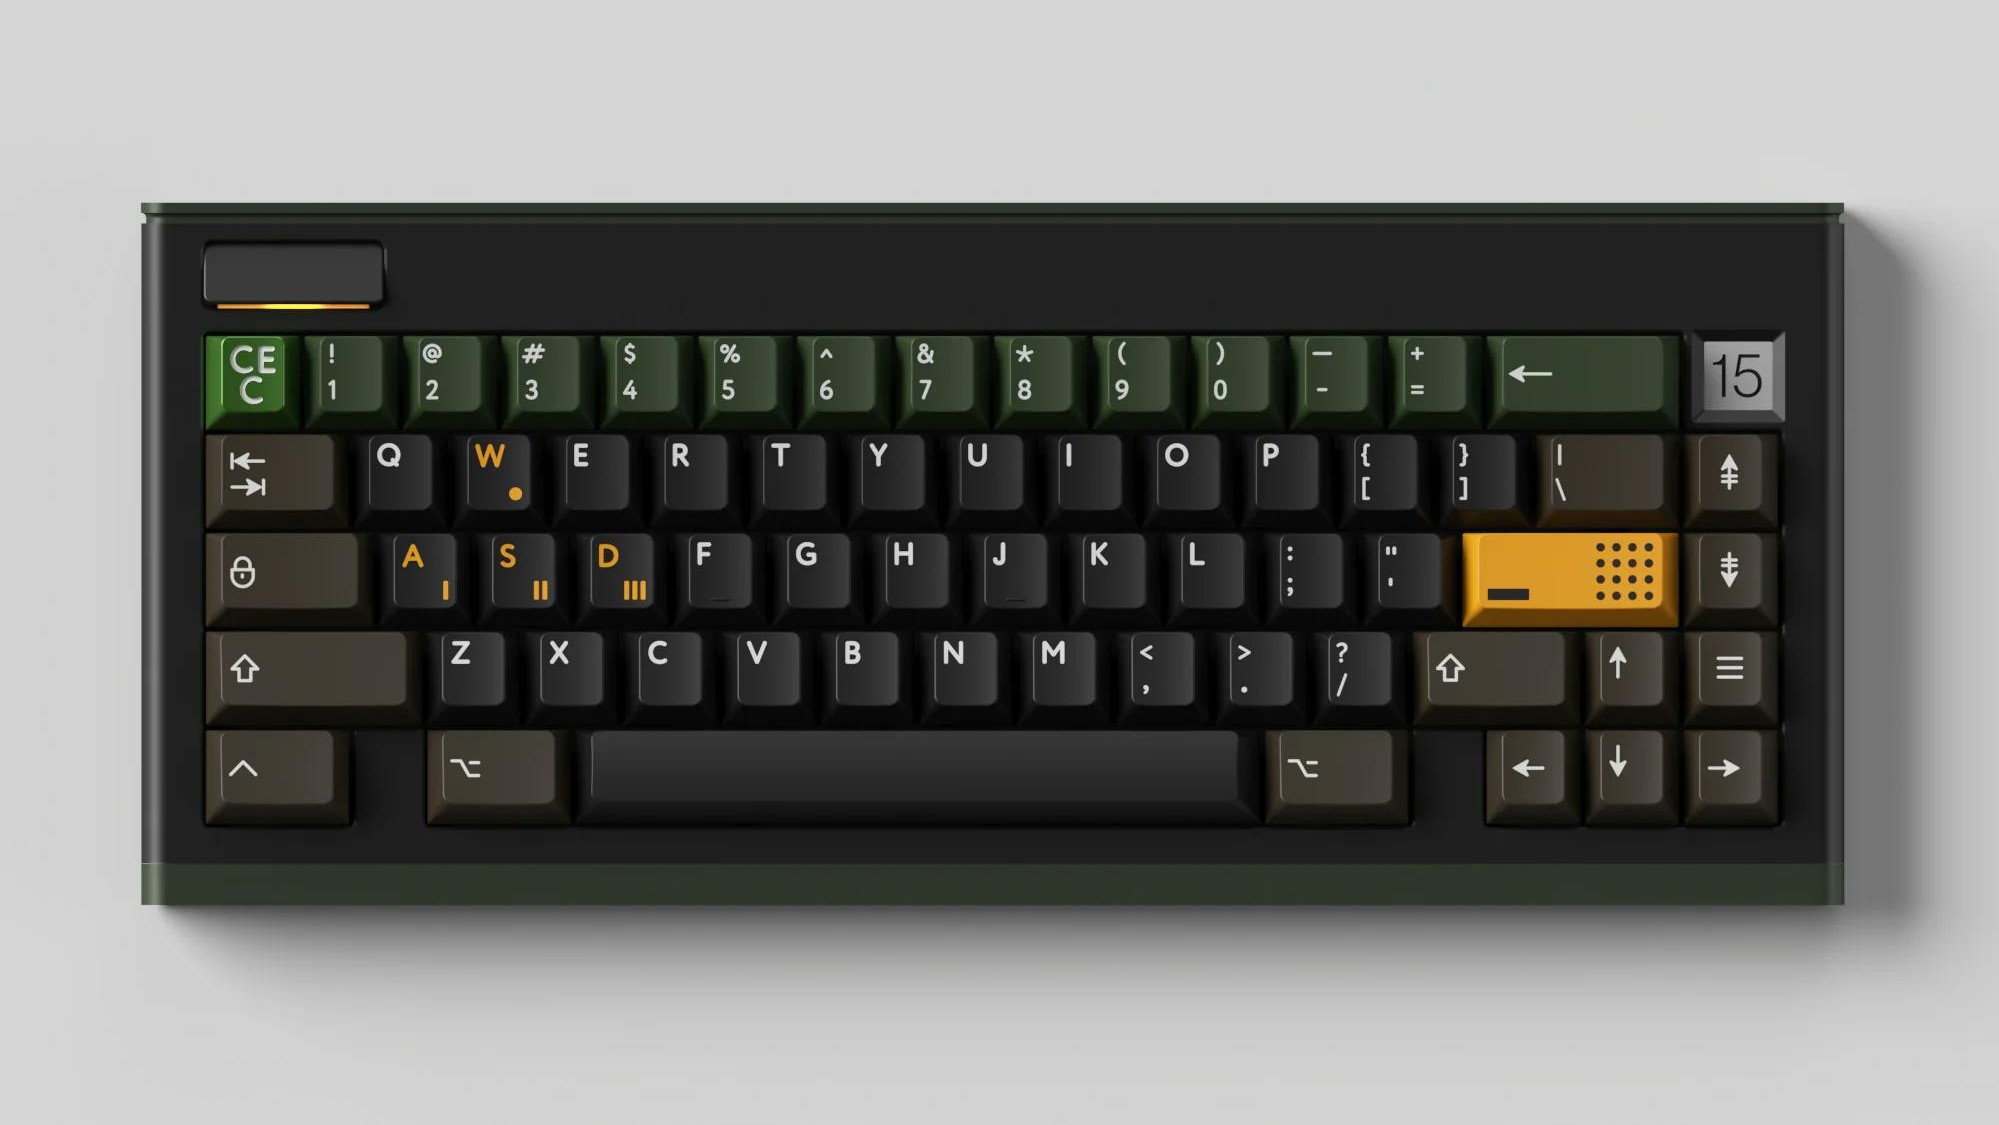 CE
C
! @ # $ % ^ & * ( ) — +
1 2 3 4 5 6 7 8 9 0 - = ← 15
⇤
⇥
Q W E R T Y U I O P { } |
[ ] \
A S D F G H J K L : "
I II III ; '
Z X C V B N M < > ?
, . /